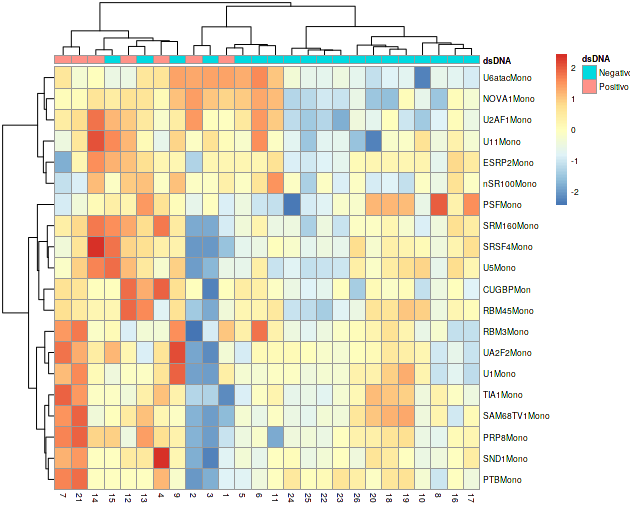 dsDNA
U6atacMono
NOVA1Mono
U2AF1Mono
U11Mono
ESRP2Mono
nSR100Mono
PSFMono
SRM160Mono
SRSF4Mono
U5Mono
CUGBPMon
RBM45Mono
RBM3Mono
UA2F2Mono
U1Mono
TIA1Mono
SAM68TV1Mono
PRP8Mono
SND1Mono
PTBMono
7 21 14 15 12 13 4 9 2 3 1 5 6 11 24 25 22 23 26 20 18 19 10 8 16 17
2
1
0
-1
-2
dsDNA
Negativo
Positivo